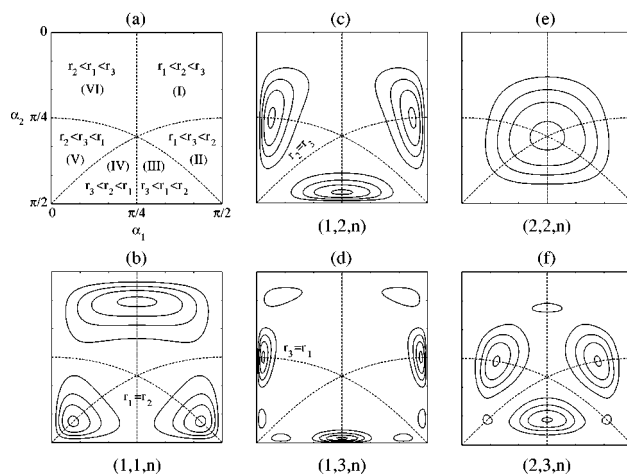 (a)
0
r₂<r₁<r₃ r₁<r₂<r₃
(VI) (I)
α₂ π/4
r₂<r₃<r₁ r₁<r₃<r₂
(V) (IV) (III) (II)
r₃<r₂<r₁ r₃<r₁<r₂
π/2
0 π/4 π/2
α₁
(c)
r₂=r₃
(1,2,n)
(e)
(2,2,n)
(b)
r₁=r₂
(1,1,n)
(d)
r₃=r₁
(1,3,n)
(f)
(2,3,n)